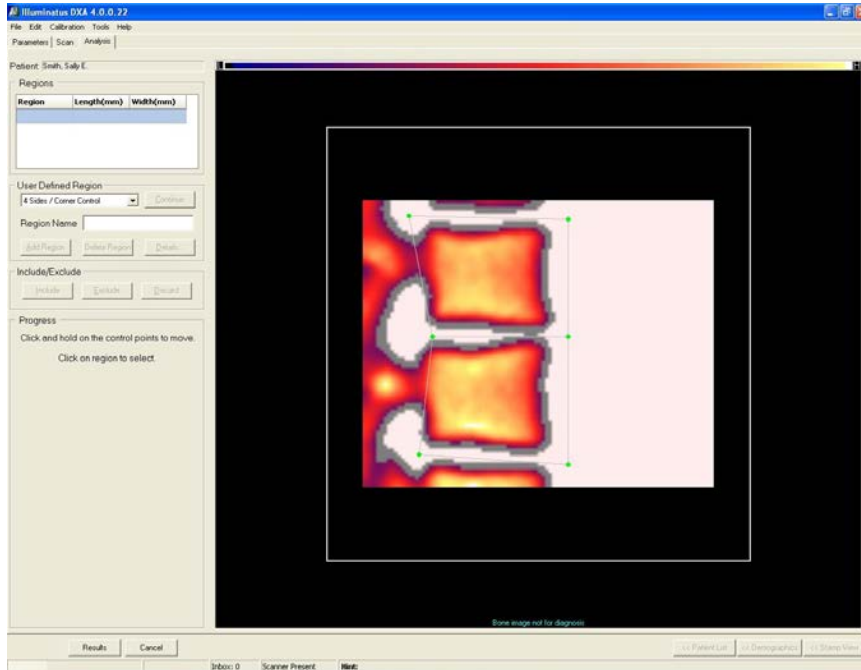 Illuminatus DXA 4.0.0.22
File Edit Calibration Tools Help
Parameters Scan Analysis
Patient: Smith, Sally E.
Regions
Region Length(mm) Width(mm)
User Defined Region
4 Sides / Corner Control Continue
Region Name
Add Region Delete Region Details
Include/Exclude
Include Exclude Discard
Progress
Click and hold on the control points to move.
Click on region to select.
Bone image not for diagnosis
Results Cancel
<< Patient List << Demographics << Stamp View
Inbox: 0 Scanner Present Hint: